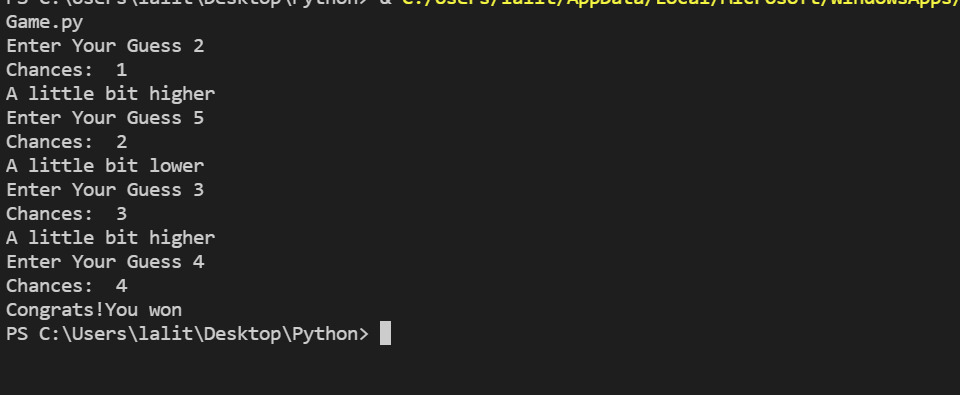 PS C:\Users\lalit\Desktop\Python> & C:/Users/lalit/AppData/Local/Microsoft/WindowsApps/
Game.py
Enter Your Guess 2
Chances:  1
A little bit higher
Enter Your Guess 5
Chances:  2
A little bit lower
Enter Your Guess 3
Chances:  3
A little bit higher
Enter Your Guess 4
Chances:  4
Congrats!You won
PS C:\Users\lalit\Desktop\Python>